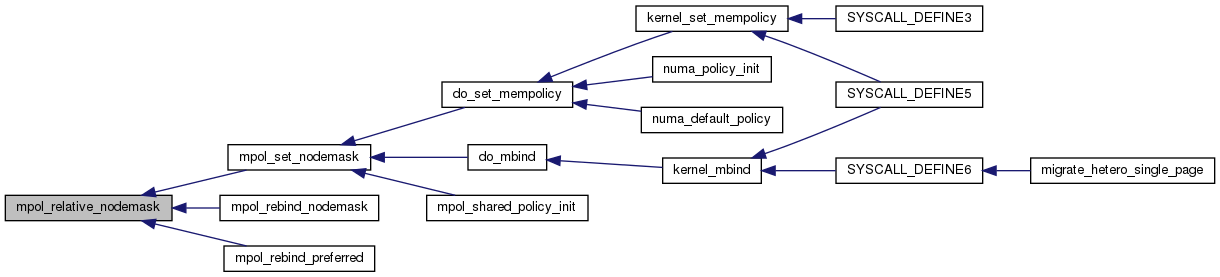 kernel_set_mempolicy
SYSCALL_DEFINE3
numa_policy_init
do_set_mempolicy
SYSCALL_DEFINE5
numa_default_policy
mpol_set_nodemask
do_mbind
kernel_mbind
SYSCALL_DEFINE6
migrate_hetero_single_page
mpol_relative_nodemask
mpol_rebind_nodemask
mpol_shared_policy_init
mpol_rebind_preferred